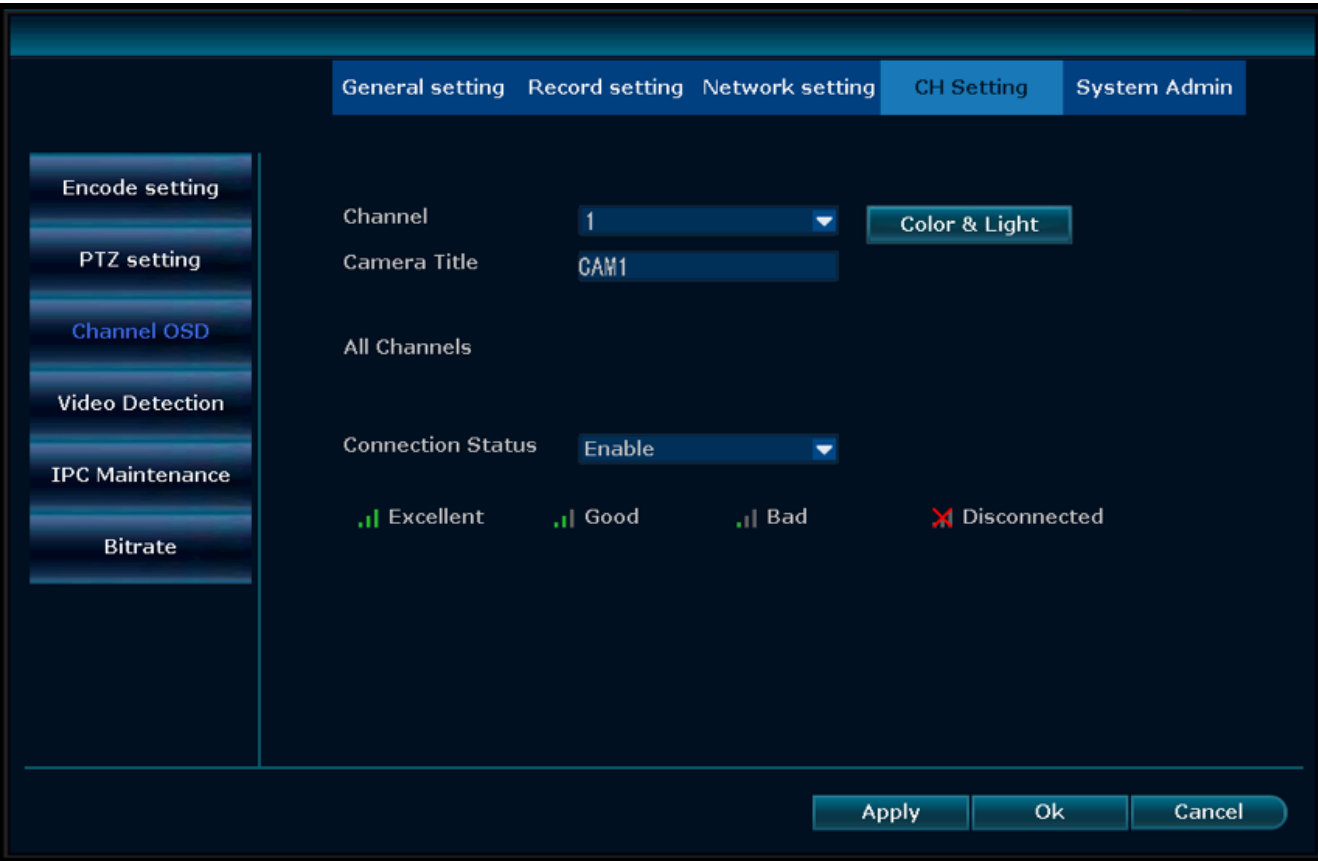 General setting Record setting Network setting CH Setting System Admin
Encode setting
PTZ setting
Channel OSD
Video Detection
IPC Maintenance
Bitrate
Channel 1 Color & Light
Camera Title CAM1
All Channels
Connection Status Enable
Excellent Good Bad Disconnected
Apply Ok Cancel